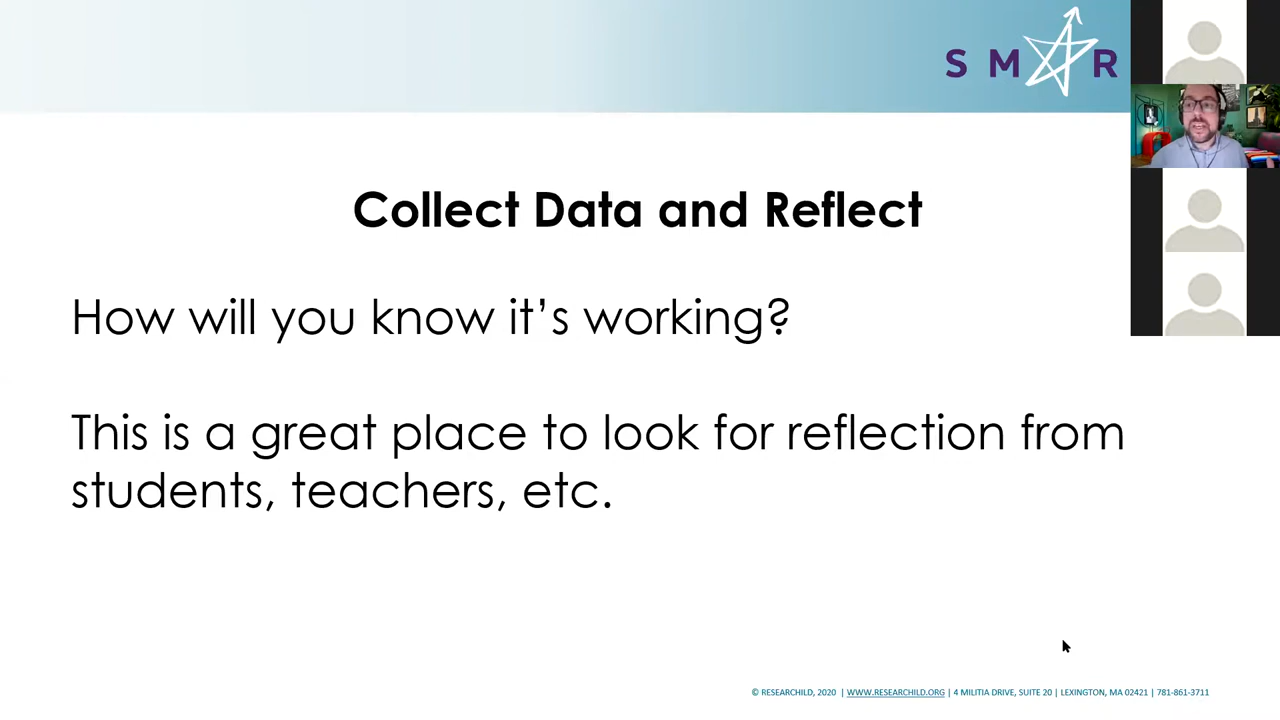 S M R
Collect Data and Reflect
How will you know it’s working?
This is a great place to look for reflection from
students, teachers, etc.
© RESEARCHILD, 2020 | WWW.RESEARCHILD.ORG | 4 MILITIA DRIVE, SUITE 20 | LEXINGTON, MA 02421 | 781-861-3711